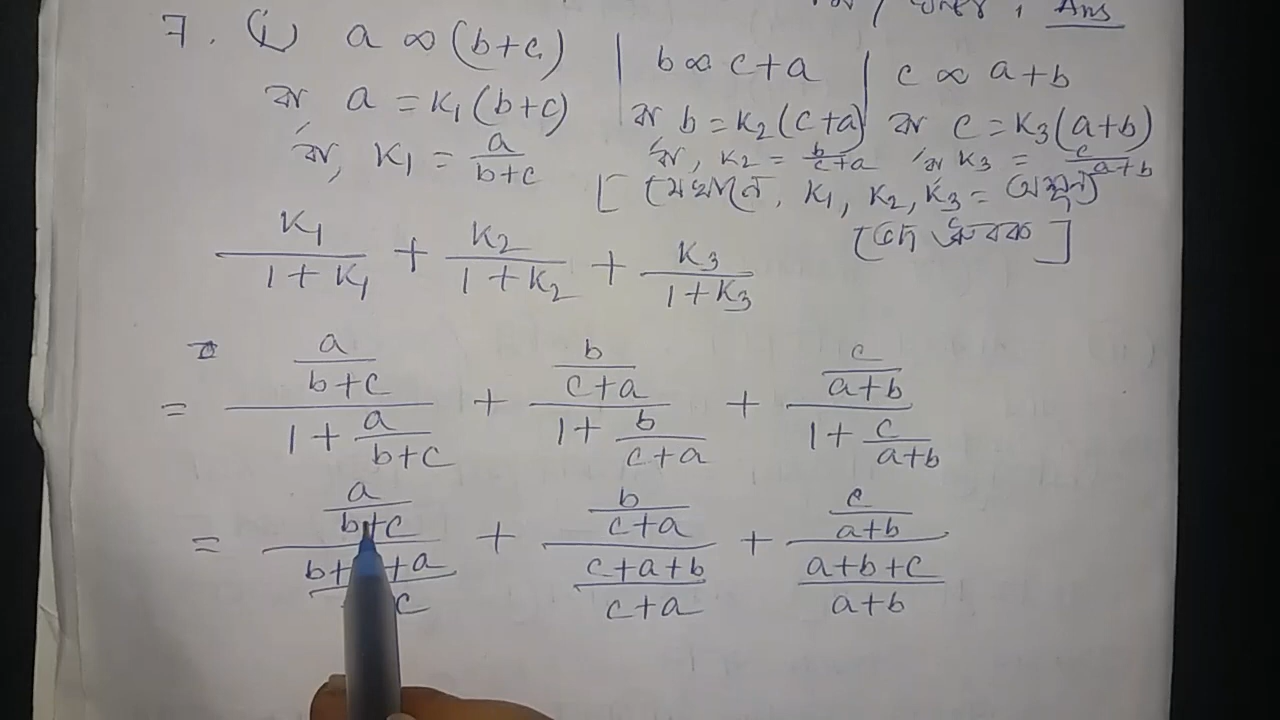 Ans
7. (i) a ∝ (b+c) | b ∝ c+a | c ∝ a+b
বা a = K₁(b+c) বা b = K₂(c+a) বা c = K₃(a+b)
বা, K₁ = a/(b+c) বা, K₂ = b/(c+a) বা K₃ = c/(a+b)
[ K₁, K₂, K₃ = অশূন্য
ভেদ ধ্রুবক ]
K₁/(1+K₁) + K₂/(1+K₂) + K₃/(1+K₃)
= (a/(b+c))/(1 + a/(b+c)) + (b/(c+a))/(1 + b/(c+a)) + (c/(a+b))/(1 + c/(a+b))
= (a/(b+c))/((b+ +a)/( c)) + (b/(c+a))/((c+a+b)/(c+a)) + (c/(a+b))/((a+b+c)/(a+b))